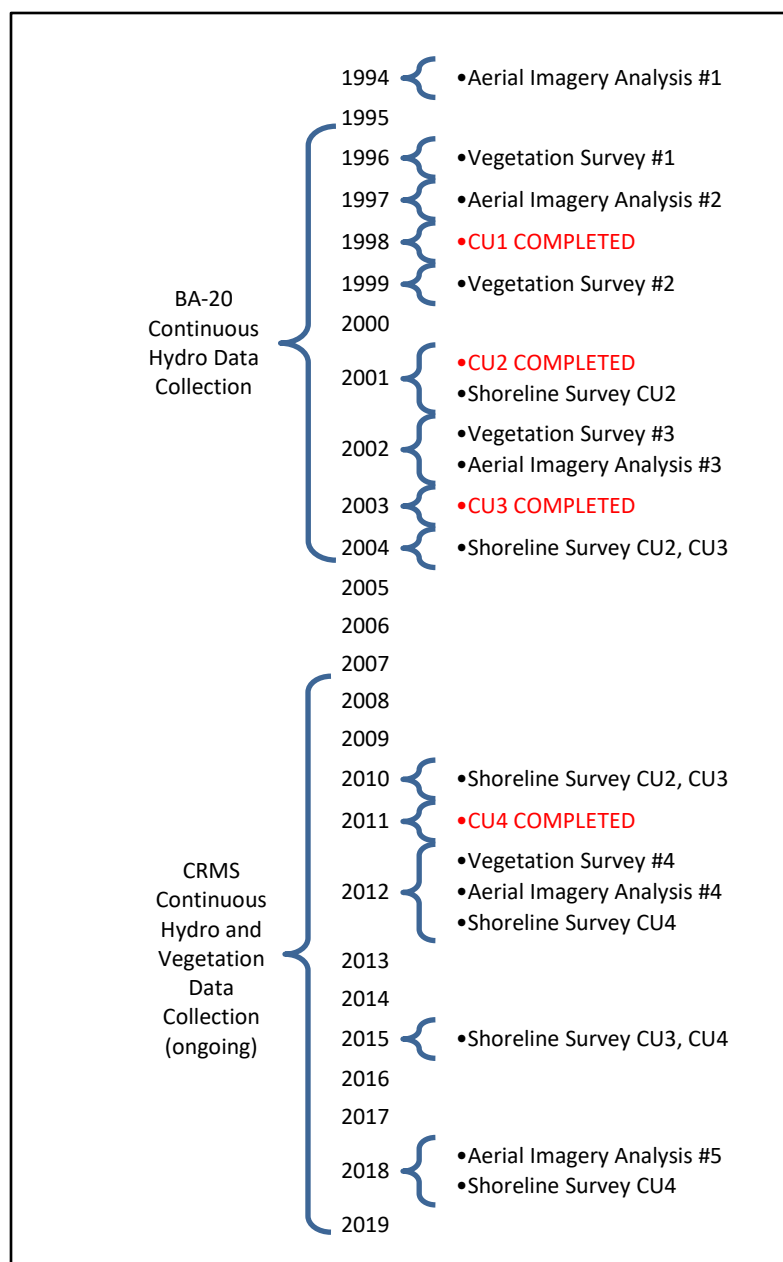 1994
•Aerial Imagery Analysis #1
1995
1996
•Vegetation Survey #1
1997
•Aerial Imagery Analysis #2
1998
•CU1 COMPLETED
1999
•Vegetation Survey #2
2000
BA-20
Continuous
Hydro Data
Collection
2001
•CU2 COMPLETED
•Shoreline Survey CU2
2002
•Vegetation Survey #3
•Aerial Imagery Analysis #3
2003
•CU3 COMPLETED
2004
•Shoreline Survey CU2, CU3
2005
2006
2007
2008
2009
2010
•Shoreline Survey CU2, CU3
2011
•CU4 COMPLETED
2012
•Vegetation Survey #4
•Aerial Imagery Analysis #4
•Shoreline Survey CU4
CRMS
Continuous
Hydro and
Vegetation
Data
Collection
(ongoing)
2013
2014
2015
•Shoreline Survey CU3, CU4
2016
2017
2018
•Aerial Imagery Analysis #5
•Shoreline Survey CU4
2019